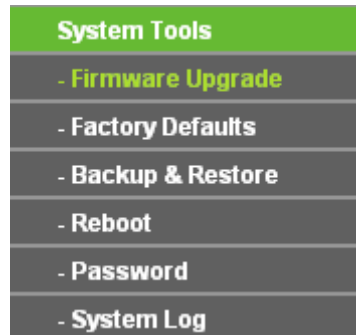 System Tools
- Firmware Upgrade
- Factory Defaults
- Backup & Restore
- Reboot
- Password
- System Log